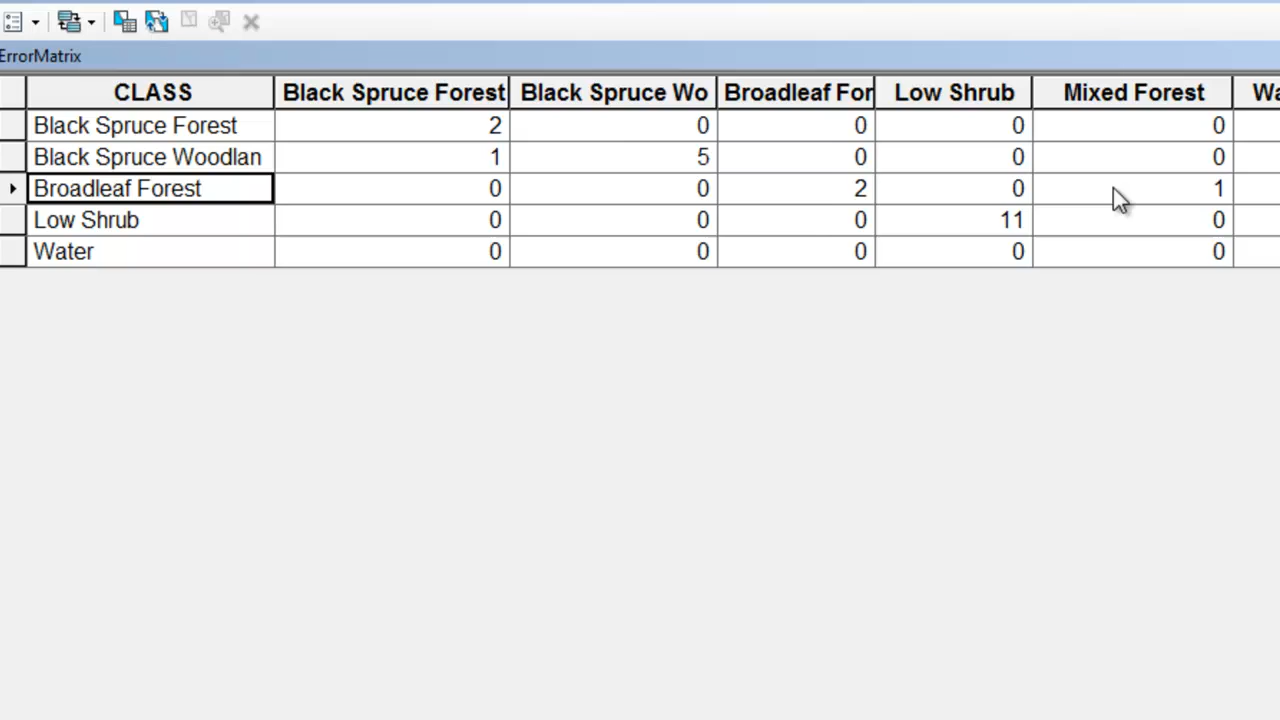 ErrorMatrix
CLASS Black Spruce Forest Black Spruce Wo Broadleaf For Low Shrub Mixed Forest Wa
Black Spruce Forest 2 0 0 0 0
Black Spruce Woodlan 1 5 0 0 0
Broadleaf Forest 0 0 2 0 1
Low Shrub 0 0 0 11 0
Water 0 0 0 0 0